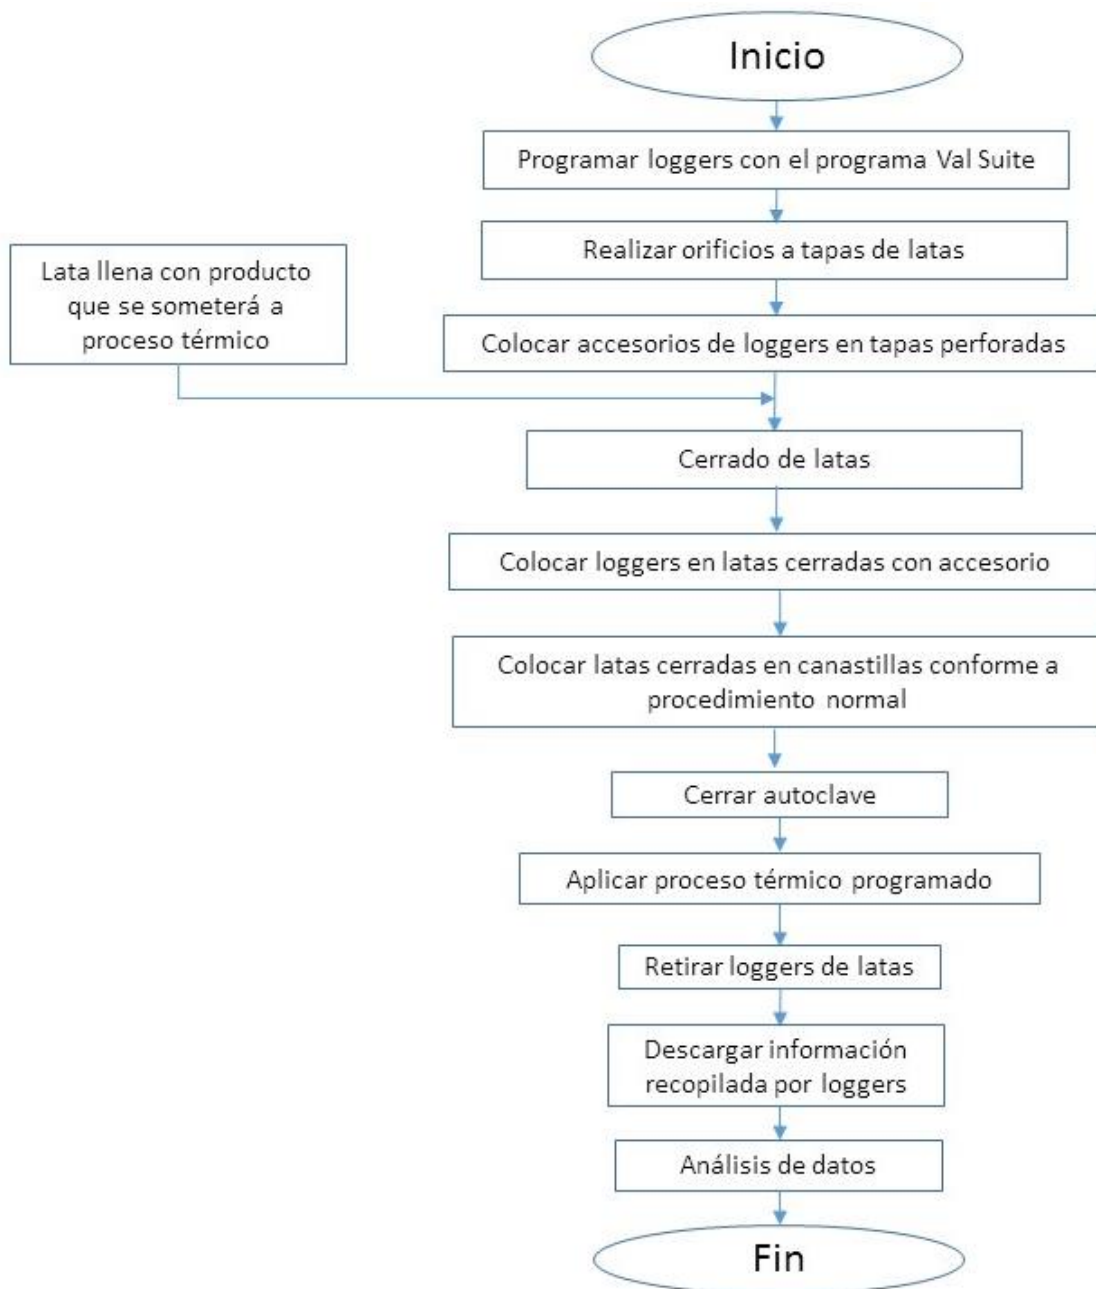 Inicio
Programar loggers con el programa Val Suite
Realizar orificios a tapas de latas
Lata llena con producto
que se someterá a
proceso térmico
Colocar accesorios de loggers en tapas perforadas
Cerrado de latas
Colocar loggers en latas cerradas con accesorio
Colocar latas cerradas en canastillas conforme a
procedimiento normal
Cerrar autoclave
Aplicar proceso térmico programado
Retirar loggers de latas
Descargar información
recopilada por loggers
Análisis de datos
Fin